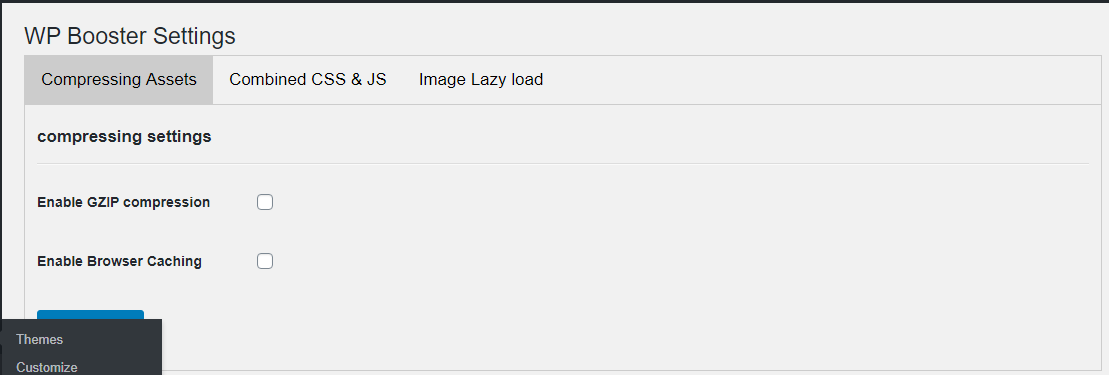 WP Booster Settings
Compressing Assets Combined CSS & JS Image Lazy load
compressing settings
Enable GZIP compression
Enable Browser Caching
Themes
Customize